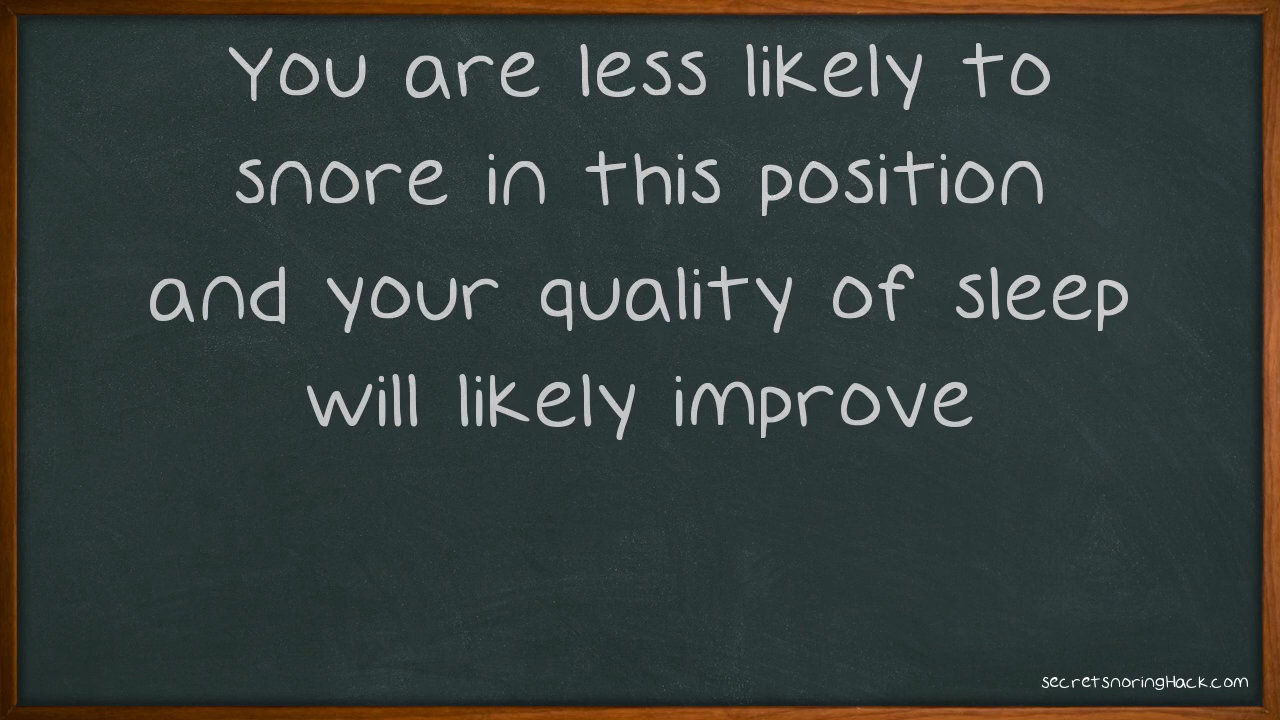 You are less likely to
snore in this position
and your quality of sleep
will likely improve
secretsnoringHack.com